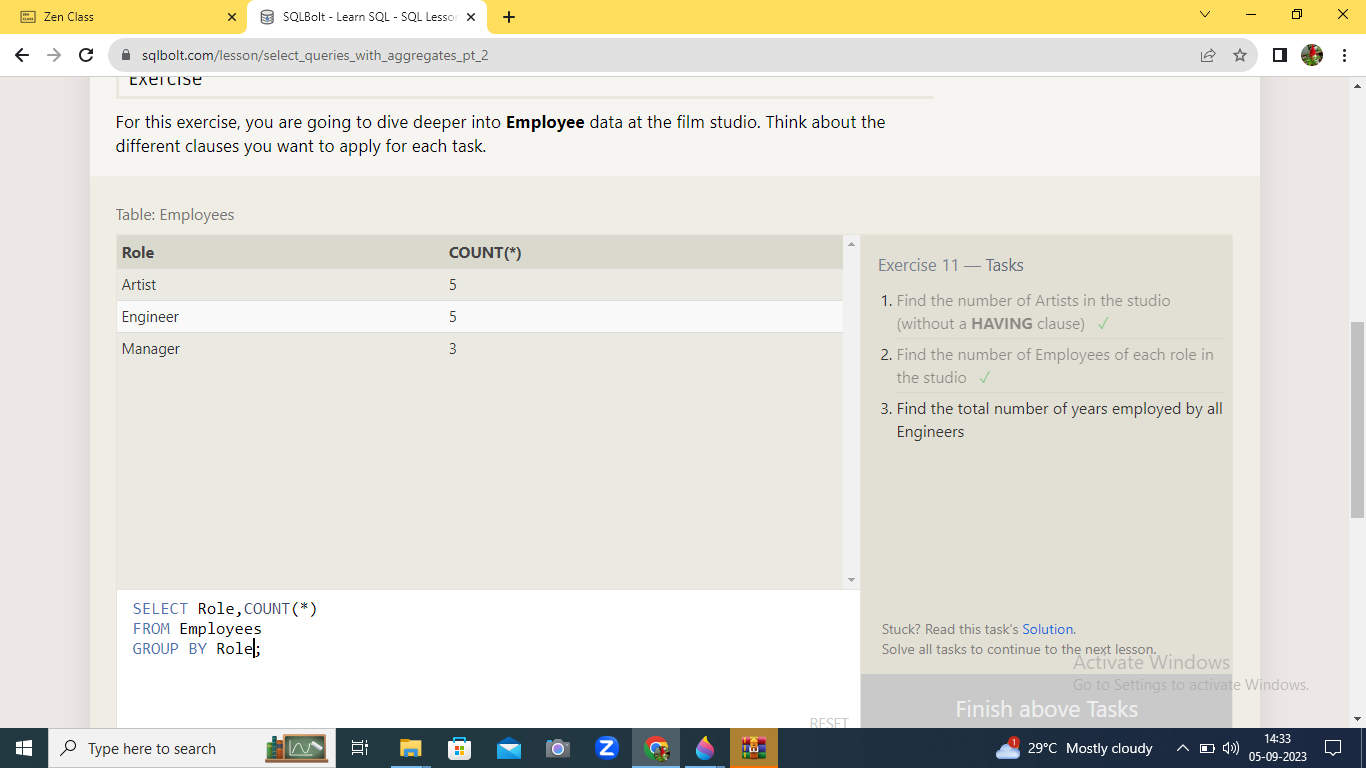 Zen Class
SQLBolt - Learn SQL - SQL Lesson
sqlbolt.com/lesson/select_queries_with_aggregates_pt_2
Exercise
For this exercise, you are going to dive deeper into Employee data at the film studio. Think about the
different clauses you want to apply for each task.
Table: Employees
Role COUNT(*)
Artist 5
Engineer 5
Manager 3
Exercise 11 — Tasks
1. Find the number of Artists in the studio
(without a HAVING clause) ✓
2. Find the number of Employees of each role in
the studio ✓
3. Find the total number of years employed by all
Engineers
SELECT Role,COUNT(*)
FROM Employees
GROUP BY Role;
RESET
Stuck? Read this task's Solution.
Solve all tasks to continue to the next lesson.
Activate Windows
Go to Settings to activate Windows.
Finish above Tasks
Type here to search
1
29°C Mostly cloudy
14:33
05-09-2023